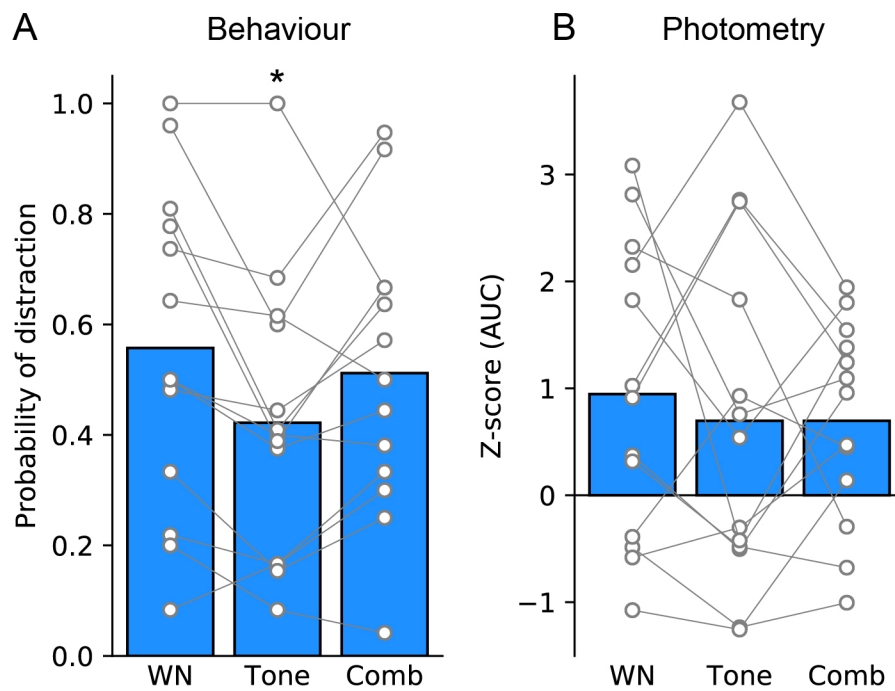 A
Behaviour
*
1.0
0.8
0.6
0.4
0.2
0.0
Probability of distraction
WN
Tone
Comb
B
Photometry
3
2
1
0
−1
Z-score (AUC)
WN
Tone
Comb